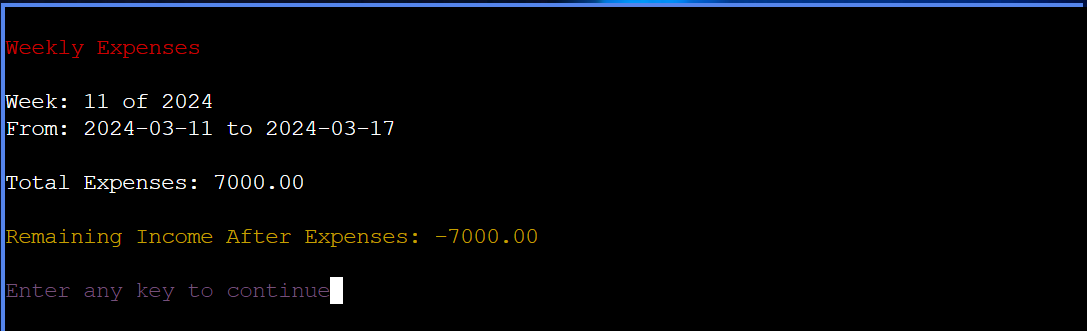 Weekly Expenses
Week: 11 of 2024
From: 2024-03-11 to 2024-03-17
Total Expenses: 7000.00
Remaining Income After Expenses: -7000.00
Enter any key to continue